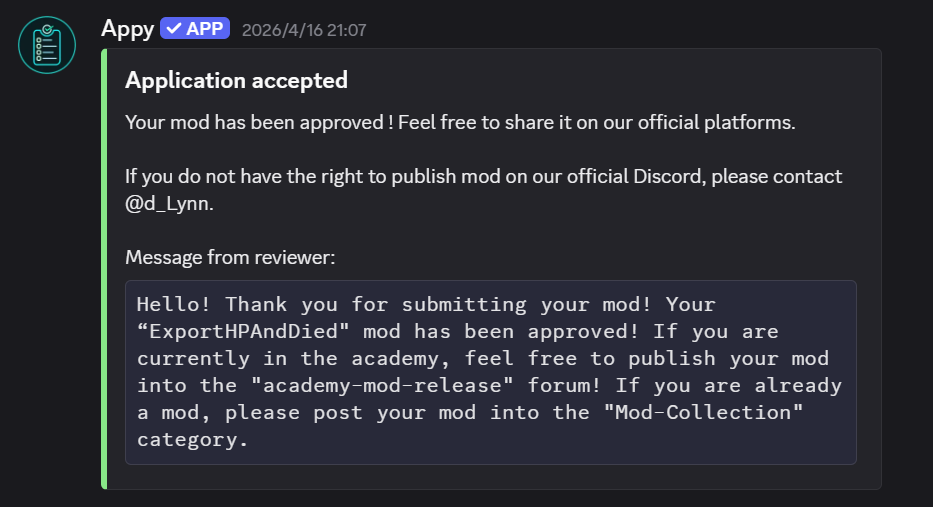 Appy ✓ APP 2026/4/16 21:07
Application accepted
Your mod has been approved ! Feel free to share it on our official platforms.
If you do not have the right to publish mod on our official Discord, please contact
@d_Lynn.
Message from reviewer:
Hello! Thank you for submitting your mod! Your
“ExportHPAndDied" mod has been approved! If you are
currently in the academy, feel free to publish your mod
into the "academy-mod-release" forum! If you are already
a mod, please post your mod into the "Mod-Collection"
category.